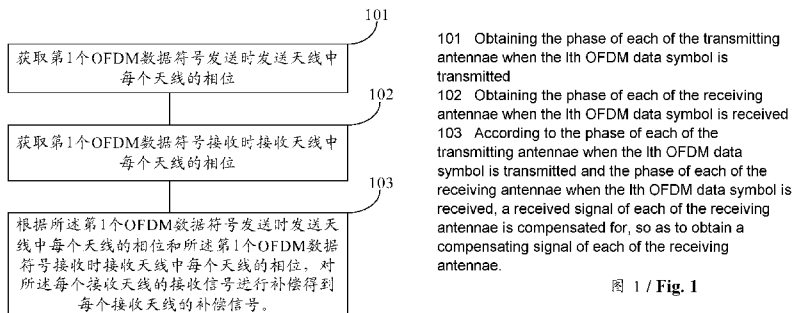 101
获取第l个OFDM数据符号发送时发送天线中
每个天线的相位
102
获取第l个OFDM数据符号接收时接收天线中
每个天线的相位
103
根据所述第l个OFDM数据符号发送时发送天
线中每个天线的相位和所述第l个OFDM数据
符号接收时接收天线中每个天线的相位，对
所述每个接收天线的接收信号进行补偿得到
每个接收天线的补偿信号。
101 Obtaining the phase of each of the transmitting
antennae when the lth OFDM data symbol is
transmitted
102 Obtaining the phase of each of the receiving
antennae when the lth OFDM data symbol is received
103 According to the phase of each of the
transmitting antennae when the lth OFDM data
symbol is transmitted and the phase of each of the
receiving antennae when the lth OFDM data symbol is
received, a received signal of each of the receiving
antennae is compensated for, so as to obtain a
compensating signal of each of the receiving
antennae.
图 1 / Fig. 1